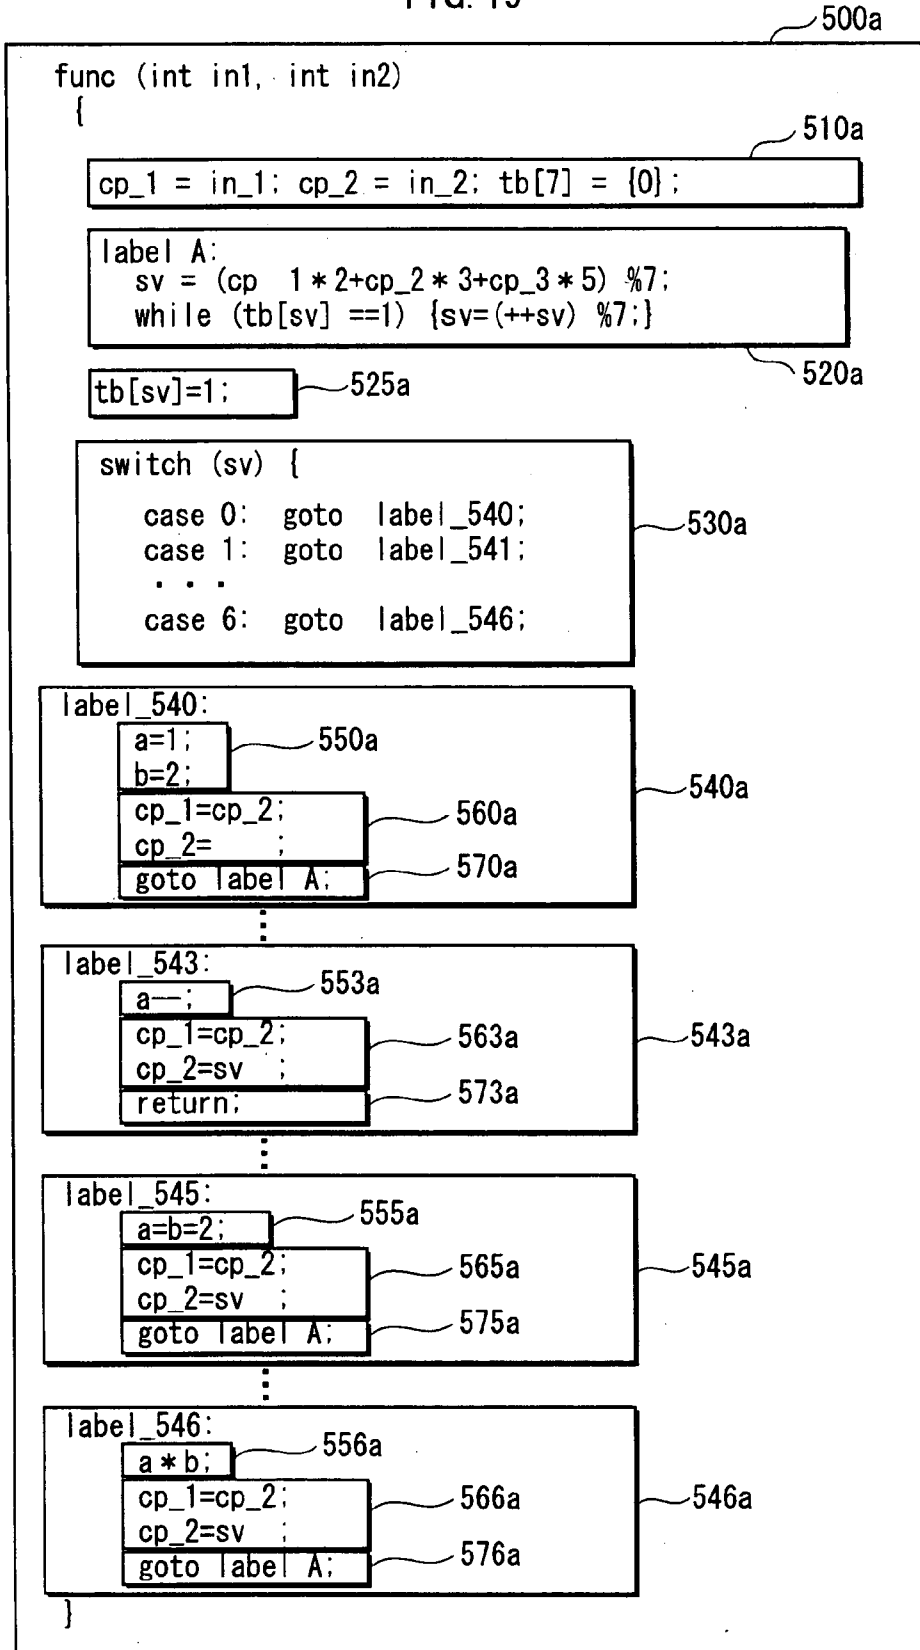 500a
func (int in1, int in2)
{
510a
cp_1 = in_1; cp_2 = in_2; tb[7] = {0};
label A:
sv = (cp 1*2+cp_2*3+cp_3*5) %7;
while (tb[sv] ==1) {sv=(++sv) %7;}
520a
tb[sv]=1;
525a
switch (sv) {
case 0: goto label_540;
case 1: goto label_541;
. . .
case 6: goto label_546;
530a
label_540:
a=1;
b=2;
550a
cp_1=cp_2;
cp_2= ;
560a
goto label A;
570a
540a
label_543:
a--;
553a
cp_1=cp_2;
cp_2=sv ;
563a
return;
573a
543a
label_545:
a=b=2;
555a
cp_1=cp_2;
cp_2=sv ;
565a
goto label A;
575a
545a
label_546:
a*b;
556a
cp_1=cp_2;
cp_2=sv ;
566a
goto label A;
576a
546a
}